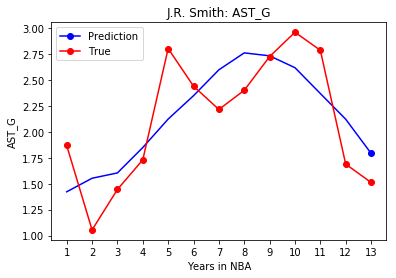 J.R. Smith: AST_G
Prediction
True
3.00
2.75
2.50
2.25
2.00
1.75
1.50
1.25
1.00
AST_G
1 2 3 4 5 6 7 8 9 10 11 12 13
Years in NBA